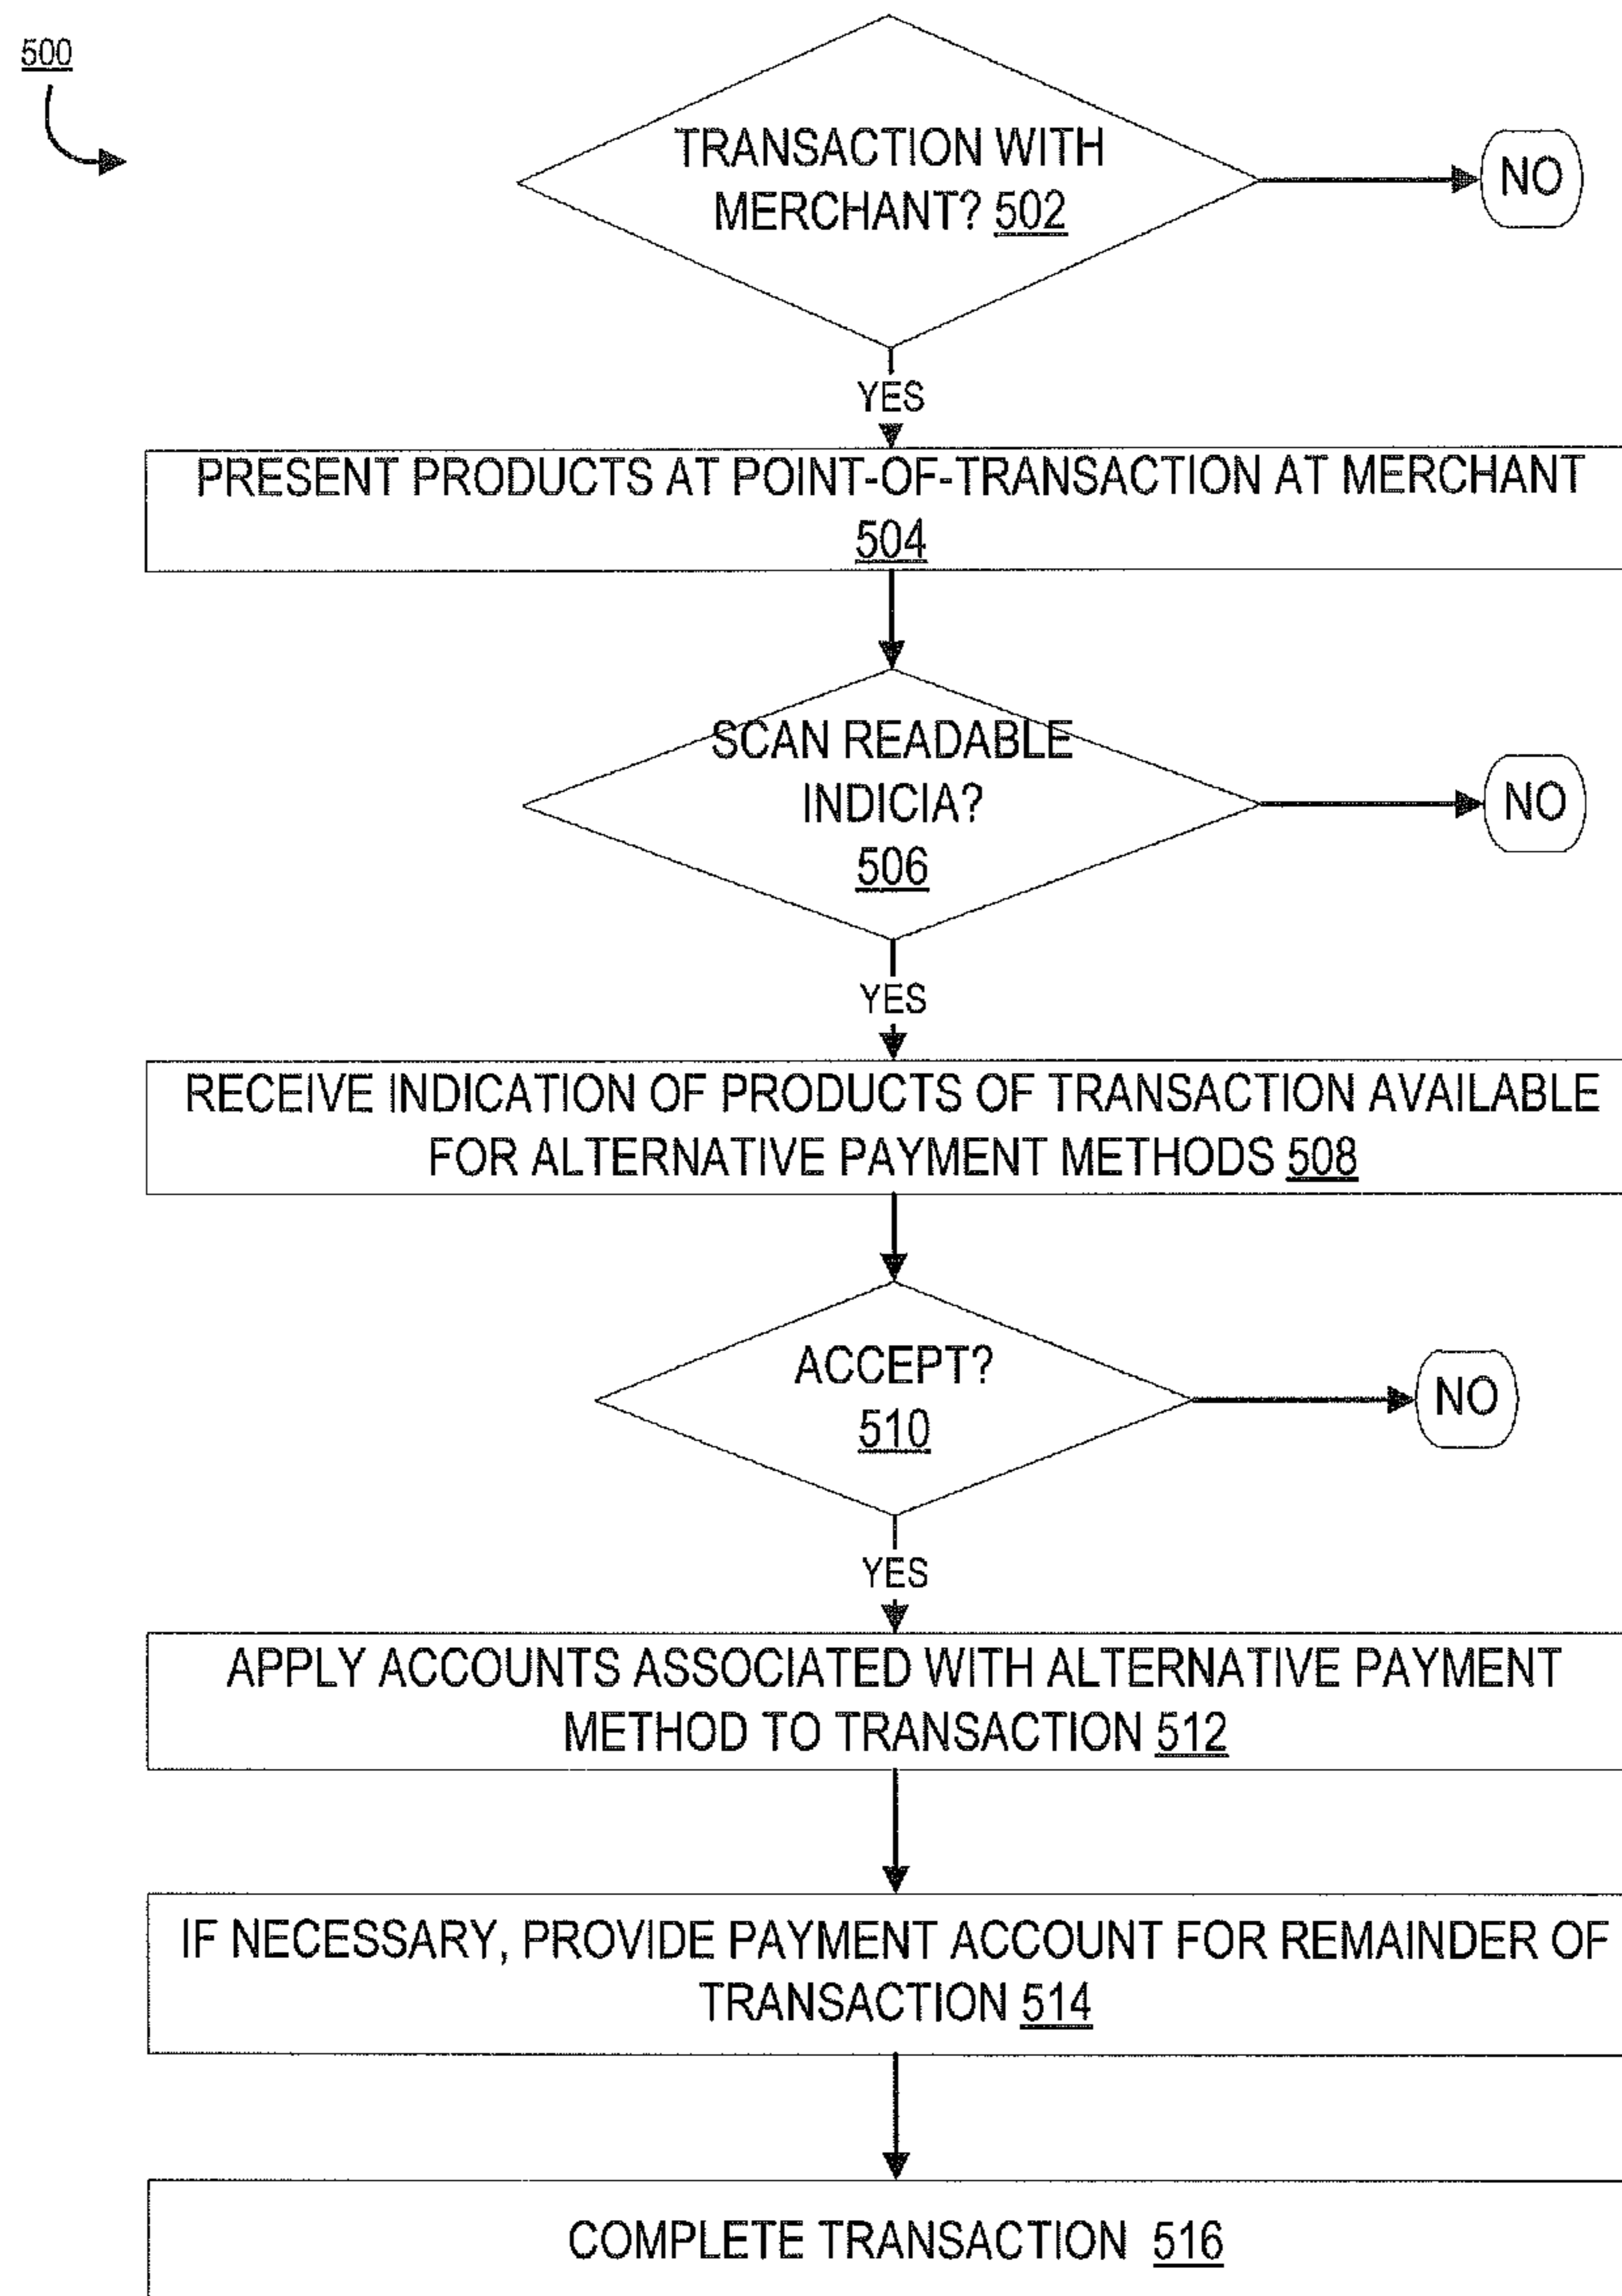 500
TRANSACTION WITH
MERCHANT? 502
NO
YES
PRESENT PRODUCTS AT POINT-OF-TRANSACTION AT MERCHANT
504
SCAN READABLE
INDICIA?
506
NO
YES
RECEIVE INDICATION OF PRODUCTS OF TRANSACTION AVAILABLE
FOR ALTERNATIVE PAYMENT METHODS 508
ACCEPT?
510
NO
YES
APPLY ACCOUNTS ASSOCIATED WITH ALTERNATIVE PAYMENT
METHOD TO TRANSACTION 512
IF NECESSARY, PROVIDE PAYMENT ACCOUNT FOR REMAINDER OF
TRANSACTION 514
COMPLETE TRANSACTION 516